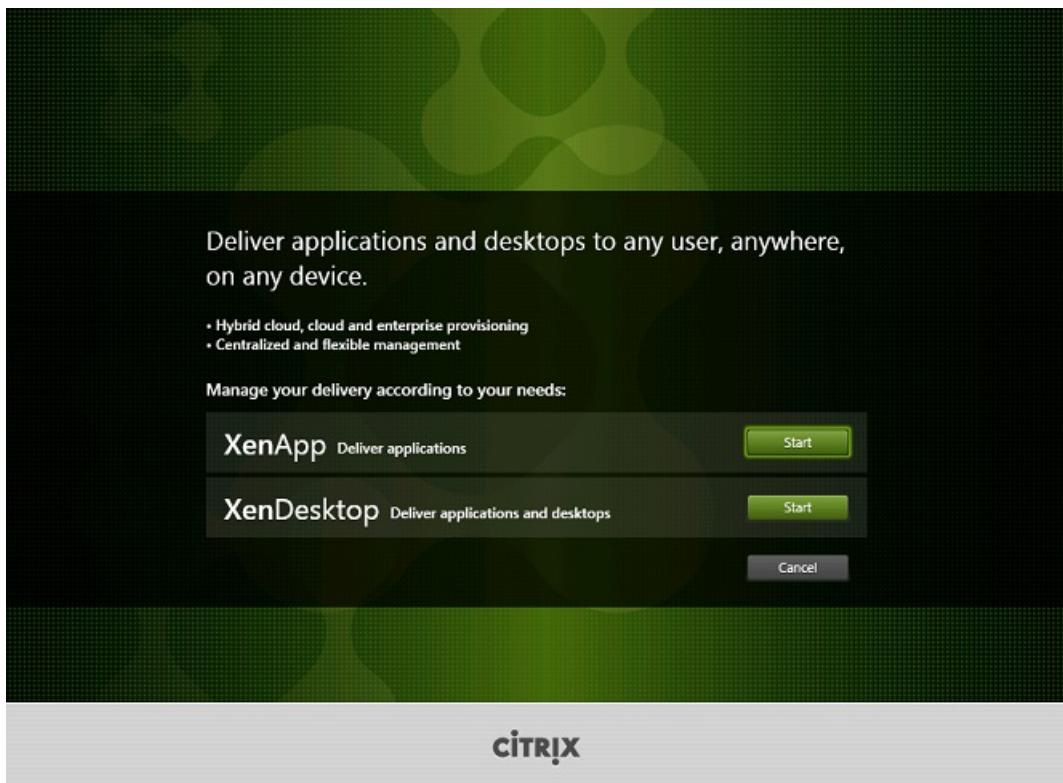 Deliver applications and desktops to any user, anywhere,
on any device.
• Hybrid cloud, cloud and enterprise provisioning
• Centralized and flexible management
Manage your delivery according to your needs:
XenApp Deliver applications Start
XenDesktop Deliver applications and desktops Start
Cancel
CİTRIX